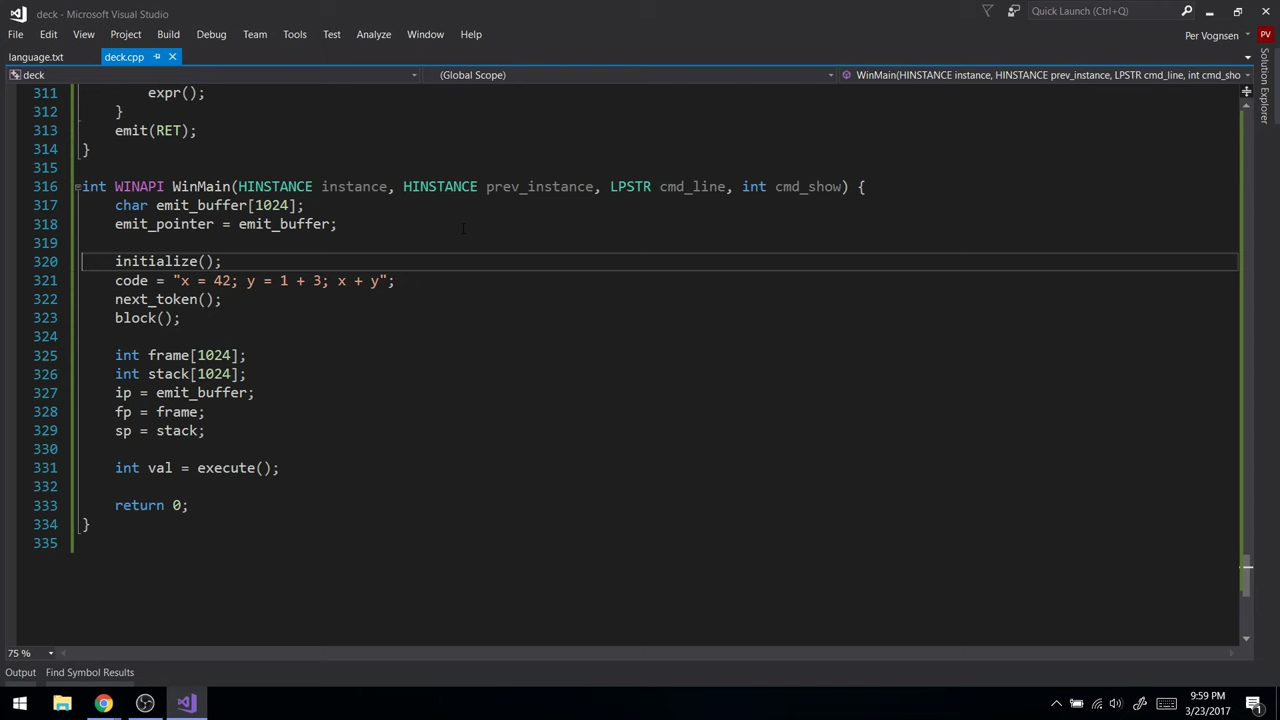 deck - Microsoft Visual Studio
Quick Launch (Ctrl+Q)
File Edit View Project Build Debug Team Tools Test Analyze Window Help
Per Vognsen PV
language.txt deck.cpp
deck (Global Scope) WinMain(HINSTANCE instance, HINSTANCE prev_instance, LPSTR cmd_line, int cmd_sho
Solution Explorer
311 expr();
312 }
313 emit(RET);
314 }
315
316 int WINAPI WinMain(HINSTANCE instance, HINSTANCE prev_instance, LPSTR cmd_line, int cmd_show) {
317 char emit_buffer[1024];
318 emit_pointer = emit_buffer;
319
320 initialize();
321 code = "x = 42; y = 1 + 3; x + y";
322 next_token();
323 block();
324
325 int frame[1024];
326 int stack[1024];
327 ip = emit_buffer;
328 fp = frame;
329 sp = stack;
330
331 int val = execute();
332
333 return 0;
334 }
335
75 %
Output Find Symbol Results
9:59 PM
3/23/2017
1